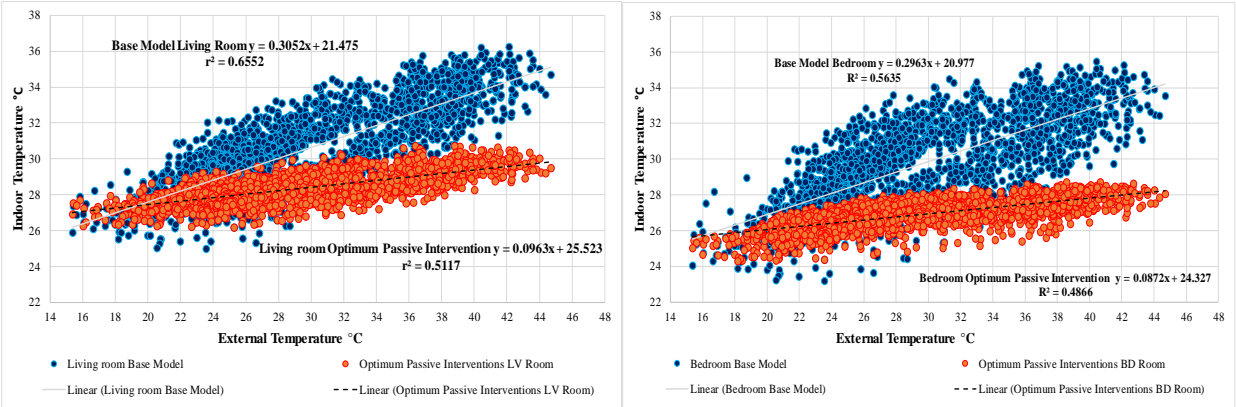 38
36
34
32
30
28
26
24
22
Indoor Temperature °C
Base Model Living Room y = 0.3052x + 21.475
r² = 0.6552
Living room Optimum Passive Intervention y = 0.0963x + 25.523
r² = 0.5117
14 16 18 20 22 24 26 28 30 32 34 36 38 40 42 44 46 48
External Temperature °C
Living room Base Model
Optimum Passive Interventions LV Room
Linear (Living room Base Model)
Linear (Optimum Passive Interventions LV Room)
38
36
34
32
30
28
26
24
22
Indoor Temperature °C
Base Model Bedroom y = 0.2963x + 20.977
R² = 0.5635
Bedroom Optimum Passive Intervention y = 0.0872x + 24.327
R² = 0.4866
14 16 18 20 22 24 26 28 30 32 34 36 38 40 42 44 46 48
External Temperature °C
Bedroom Base Model
Optimum Passive Interventions BD Room
Linear (Bedroom Base Model)
Linear (Optimum Passive Interventions BD Room)